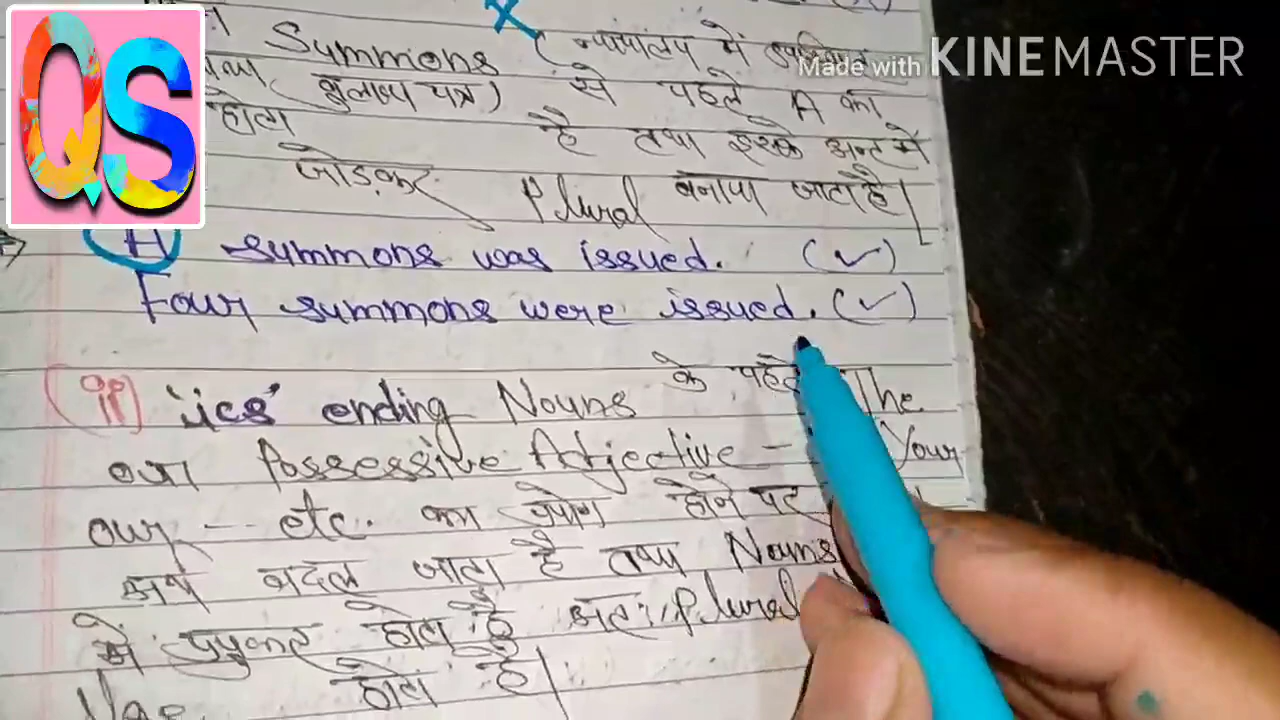 QS
Made with KINEMASTER
Summons ( न्यायालय में
(बुलावा पत्र) से पहले A का
होता है तथा इसके अन्त में
जोड़कर Plural बनाया जाता है।
A summons was issued. (✓)
Four summons were issued. (✓)
(ii) 'ics' ending Nouns के पहले The
या Possessive Adjective - Your
our - etc. का प्रयोग होने पर
अर्थ बदल जाता है तथा Nouns
में प्रयुक्त होता है अतः Plural
होता है।